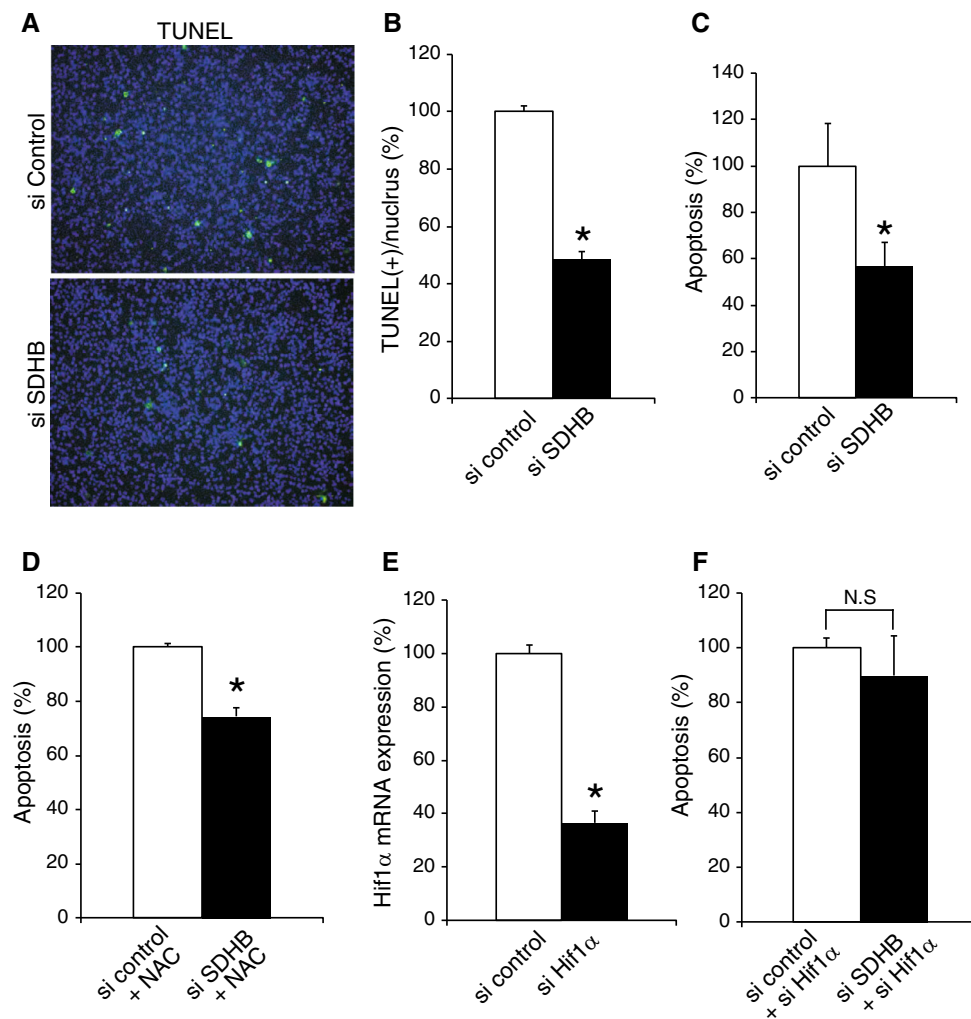 A
TUNEL
si Control
si SDHB
B
TUNEL(+)/nuclrus (%)
120
100
80
60
40
20
0
*
si control
si SDHB
C
Apoptosis (%)
140
120
100
80
60
40
20
0
*
si control
si SDHB
D
Apoptosis (%)
120
100
80
60
40
20
0
*
si control
+ NAC
si SDHB
+ NAC
E
Hif1α mRNA expression (%)
120
100
80
60
40
20
0
*
si control
si Hif1α
F
Apoptosis (%)
120
100
80
60
40
20
0
N.S
si control
+ si Hif1α
si SDHB
+ si Hif1α